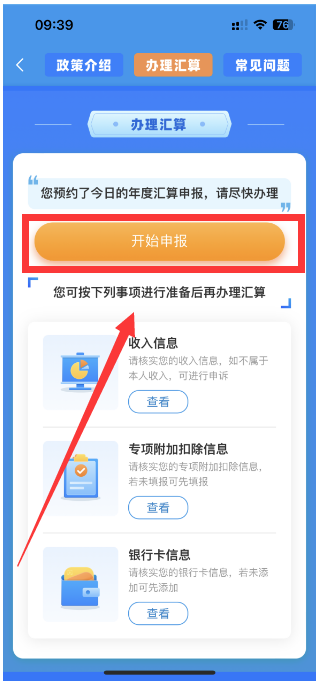 09:39
76
政策介绍
办理汇算
常见问题
办理汇算
您预约了今日的年度汇算申报，请尽快办理
开始申报
您可按下列事项进行准备后再办理汇算
收入信息
请核实您的收入信息，如不属于
本人收入，可进行申诉
查看
专项附加扣除信息
请核实您的专项附加扣除信息，
若未填报可先填报
查看
银行卡信息
请核实您的银行卡信息，若未添
加可先添加
查看